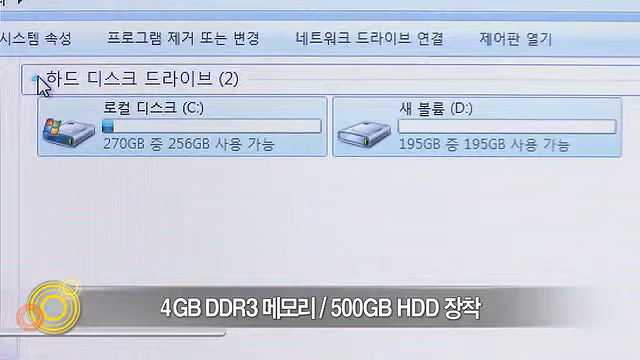 시스템 속성 프로그램 제거 또는 변경 네트워크 드라이브 연결 제어판 열기
하드 디스크 드라이브 (2)
로컬 디스크 (C:)
270GB 중 256GB 사용 가능
새 볼륨 (D:)
195GB 중 195GB 사용 가능
4GB DDR3 메모리 / 500GB HDD 장착